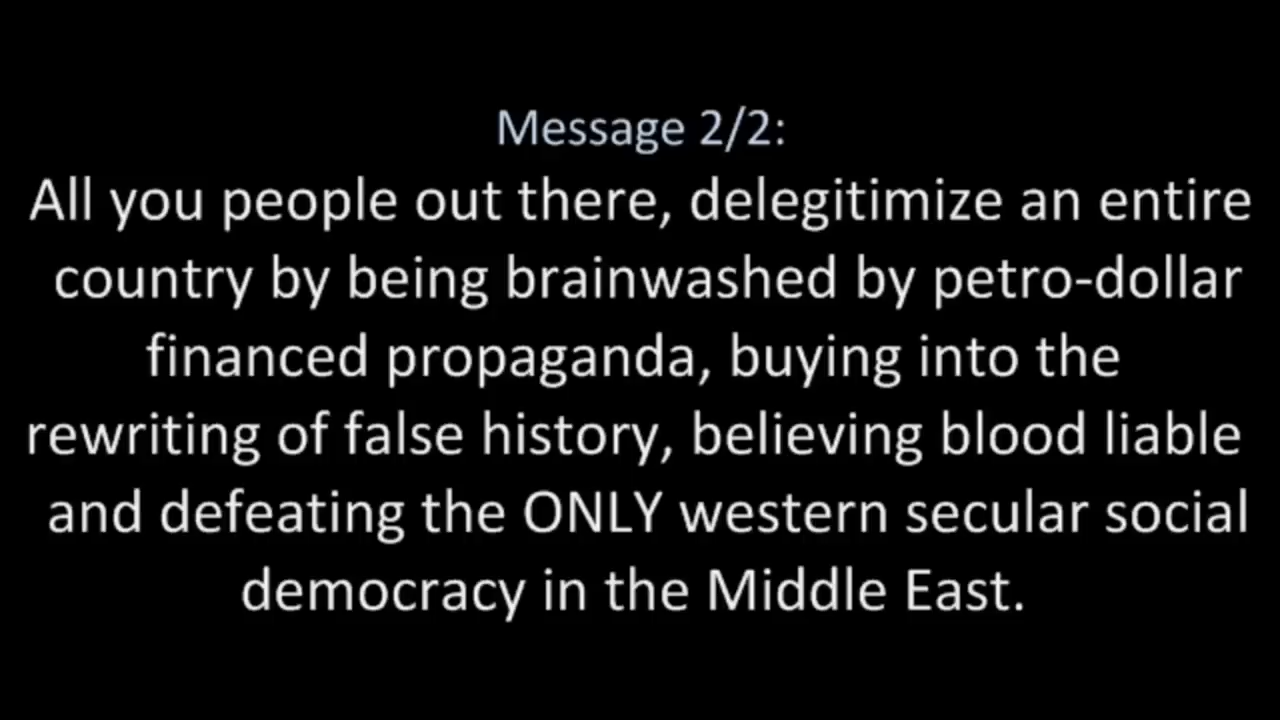 Message 2/2:
All you people out there, delegitimize an entire
country by being brainwashed by petro-dollar
financed propaganda, buying into the
rewriting of false history, believing blood liable
and defeating the ONLY western secular social
democracy in the Middle East.